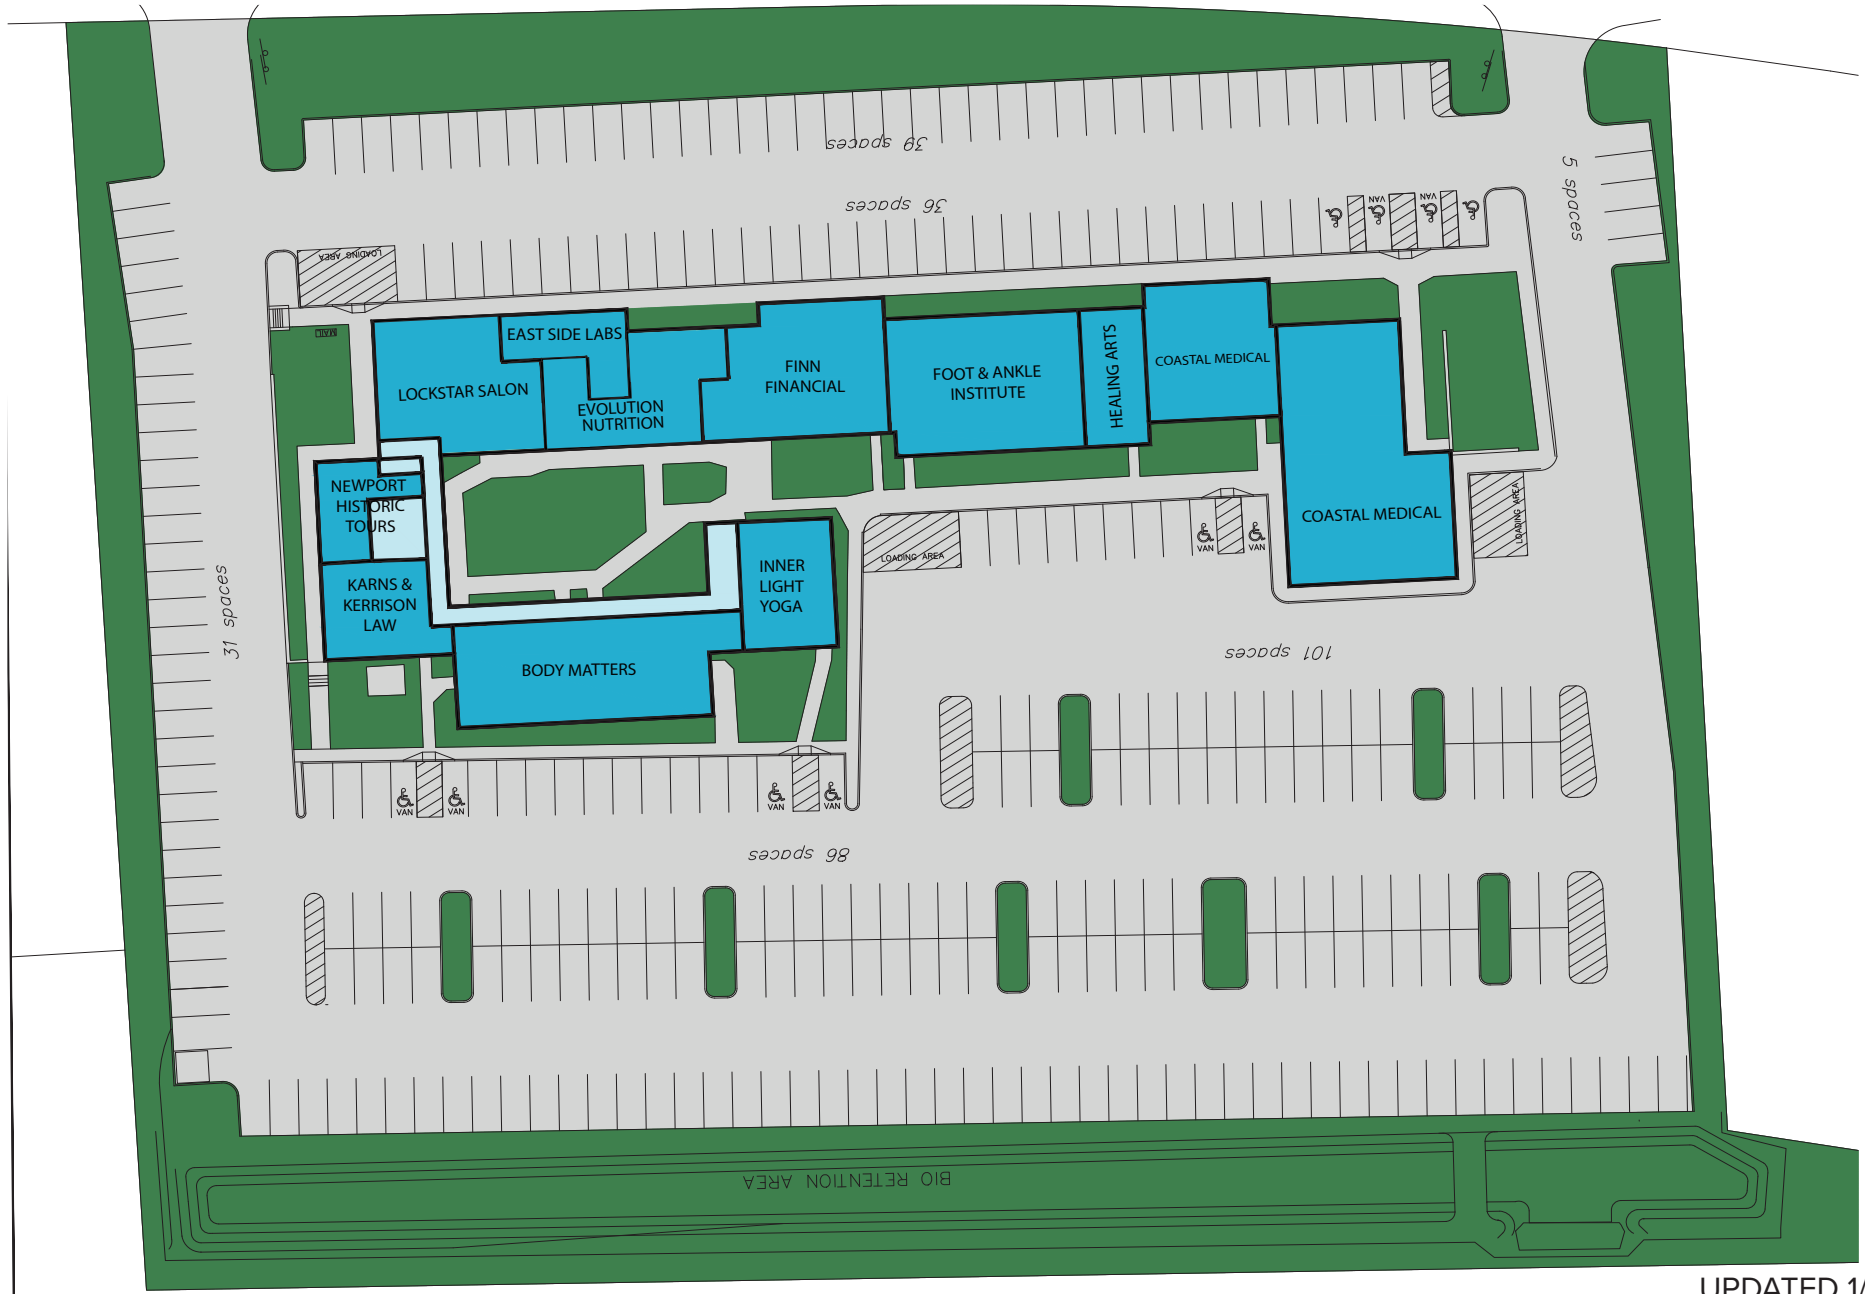 39 spaces
36 spaces
5 spaces
VAN
VAN
LOADING AREA
MAIL
EAST SIDE LABS
LOCKSTAR SALON
EVOLUTION
NUTRITION
FINN
FINANCIAL
FOOT & ANKLE
INSTITUTE
HEALING ARTS
COASTAL MEDICAL
COASTAL MEDICAL
LOADING AREA
NEWPORT
HISTORIC
TOURS
KARNS &
KERRISON
LAW
INNER
LIGHT
YOGA
BODY MATTERS
LOADING AREA
VAN
VAN
31 spaces
101 spaces
VAN
VAN
VAN
VAN
86 spaces
BIO RETENTION AREA
UPDATED 1/